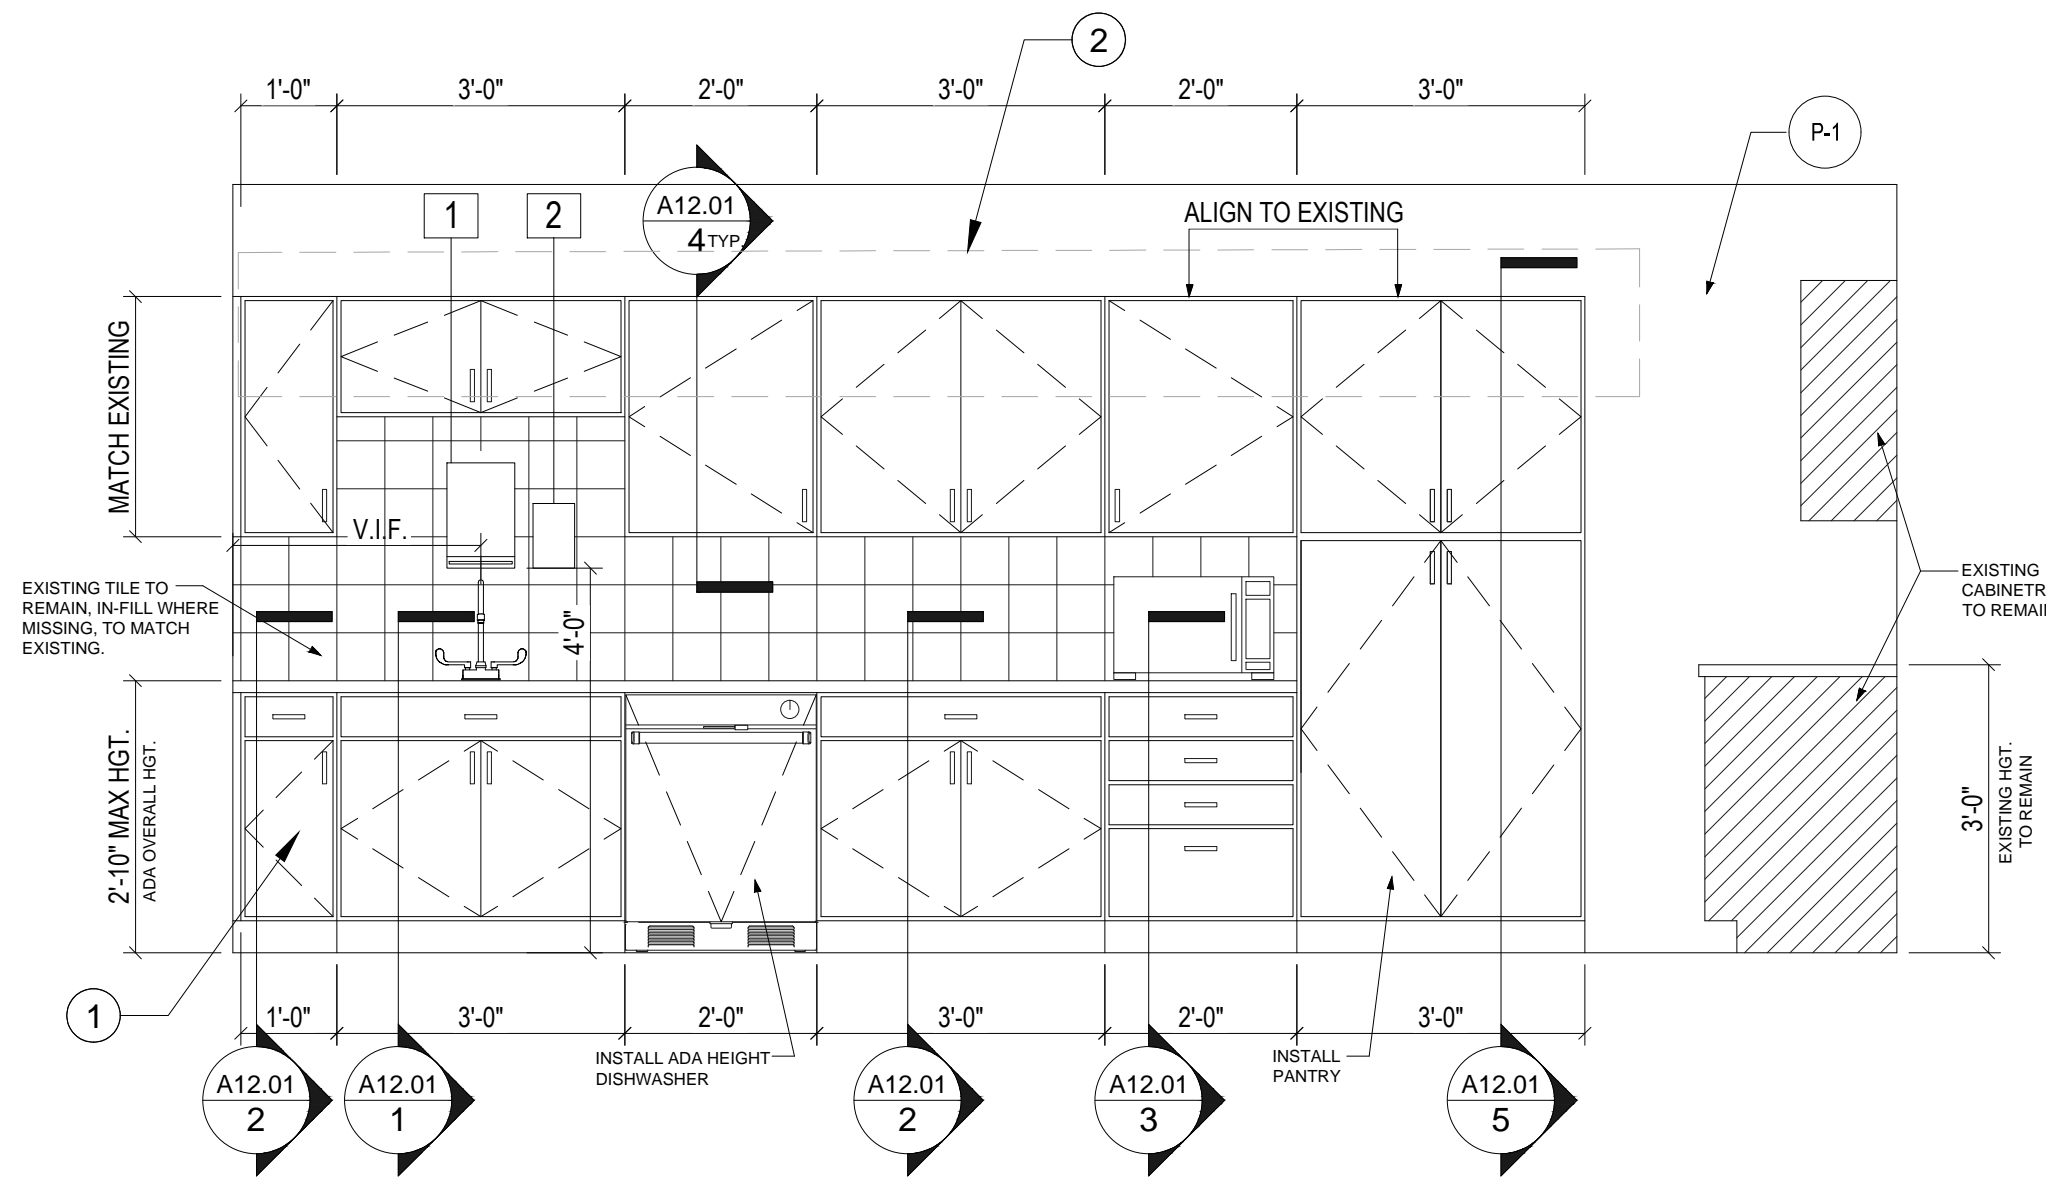 2
1'-0" 3'-0" 2'-0" 3'-0" 2'-0" 3'-0"
P-1
1 2
A12.01
4 TYP.
ALIGN TO EXISTING
MATCH EXISTING
V.I.F.
EXISTING TILE TO
REMAIN, IN-FILL WHERE
MISSING, TO MATCH
EXISTING.
4'-0"
EXISTING
CABINETR
TO REMAI
2'-10" MAX HGT.
ADA OVERALL HGT.
3'-0"
EXISTING HGT.
TO REMAIN
1
1'-0" 3'-0" 2'-0" 3'-0" 2'-0" 3'-0"
INSTALL ADA HEIGHT
DISHWASHER
INSTALL
PANTRY
A12.01
2
A12.01
1
A12.01
2
A12.01
3
A12.01
5